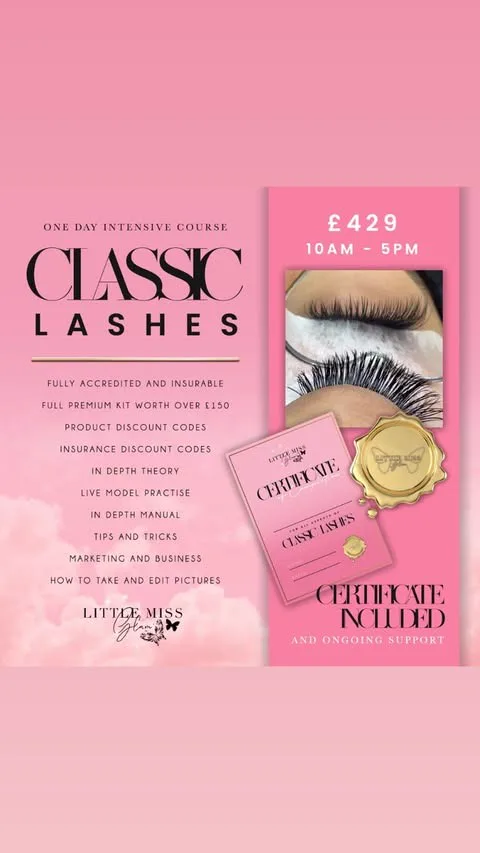 ONE DAY INTENSIVE COURSE
CLASSIC
LASHES
FULLY ACCREDITED AND INSURABLE
FULL PREMIUM KIT WORTH OVER £150
PRODUCT DISCOUNT CODES
INSURANCE DISCOUNT CODES
IN DEPTH THEORY
LIVE MODEL PRACTISE
IN DEPTH MANUAL
TIPS AND TRICKS
MARKETING AND BUSINESS
HOW TO TAKE AND EDIT PICTURES
LITTLE MISS
Glam
£429
10AM - 5PM
LITTLE MISS
Glam
CERTIFICATE
CLASSIC LASHES
LITTLE MISS
Glam
CERTIFICATE
INCLUDED
AND ONGOING SUPPORT